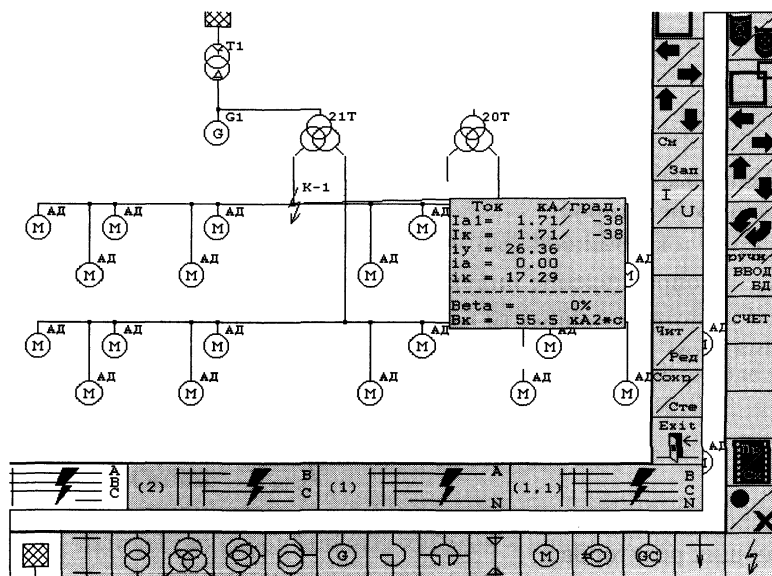 T1
G1
G
21T
20T
К-1
См
Зап
I
U
ручн
ВВОД
БД
СЧЕТ
Ток кА/град.
Ia1= 1.71/ -38
Iк = 1.71/ -38
iу = 26.36
ia = 0.00
iк = 17.29
Beta = 0%
Вк = 55.5 кА2*с
АД АД АД АД
М М М М
АД АД АД
М М М М
АД АД АД АД АД
М М М М М
АД АД АД АД
М М М М М
Чит
Ред
Сохр
Сте
Exit
A
B
C
(2)
B
C
(1)
A
N
(1,1)
B
C
N
G
M
GC